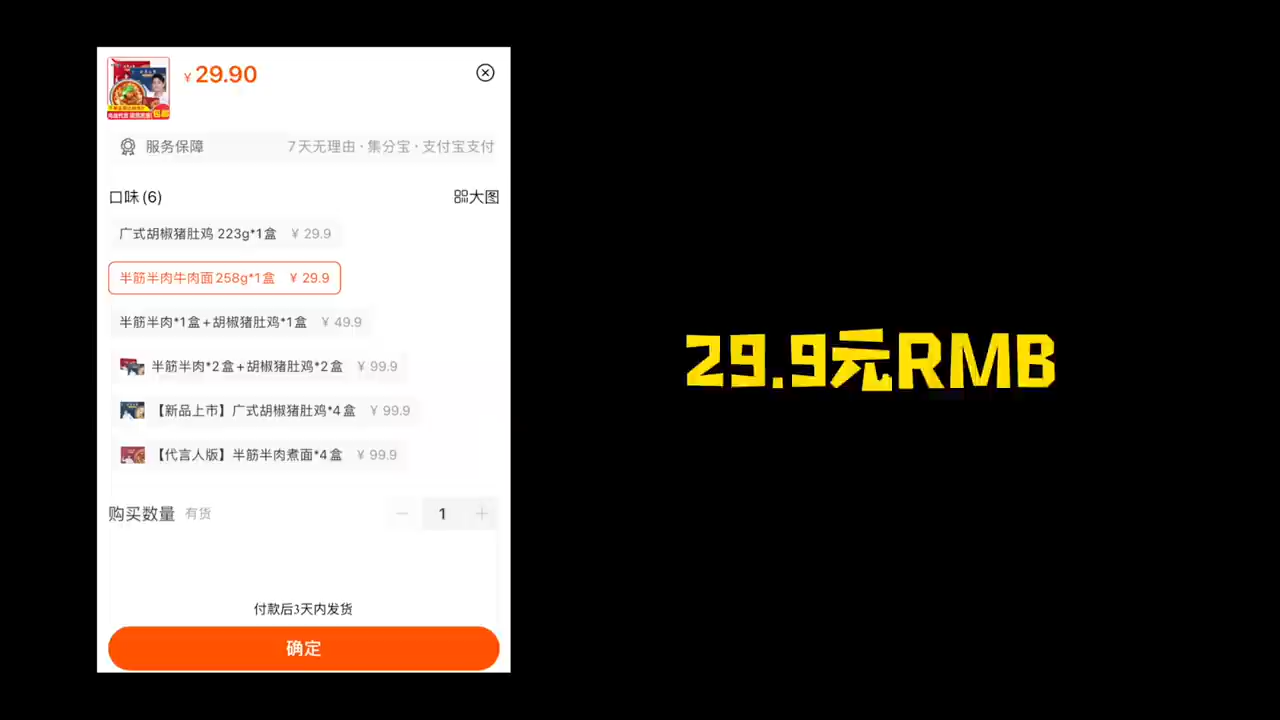 ¥ 29.90
服务保障
7天无理由·集分宝·支付宝支付
口味(6)
大图
广式胡椒猪肚鸡 223g*1盒 ¥ 29.9
半筋半肉牛肉面258g*1盒 ¥ 29.9
半筋半肉*1盒+胡椒猪肚鸡*1盒 ¥ 49.9
半筋半肉*2盒+胡椒猪肚鸡*2盒 ¥ 99.9
【新品上市】广式胡椒猪肚鸡*4盒 ¥ 99.9
【代言人版】半筋半肉煮面*4盒 ¥ 99.9
购买数量 有货
− 1 +
付款后3天内发货
确定
29.9元RMB